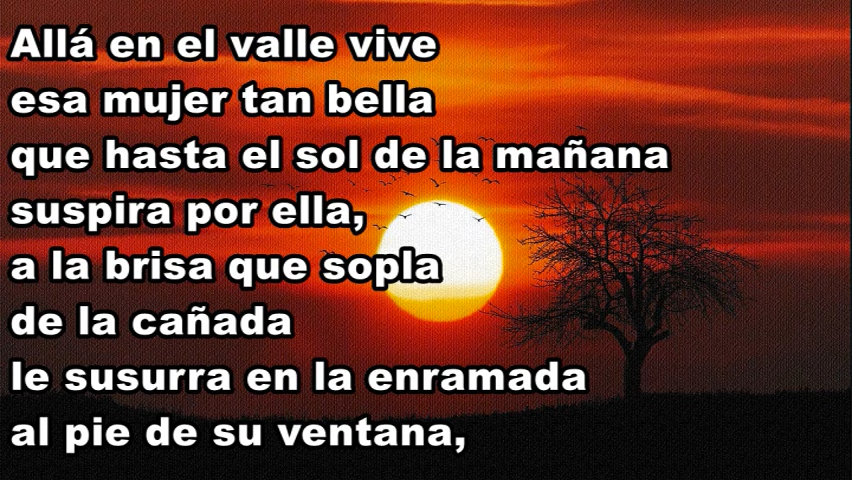 Allá en el valle vive
esa mujer tan bella
que hasta el sol de la mañana
suspira por ella,
a la brisa que sopla
de la cañada
le susurra en la enramada
al pie de su ventana,